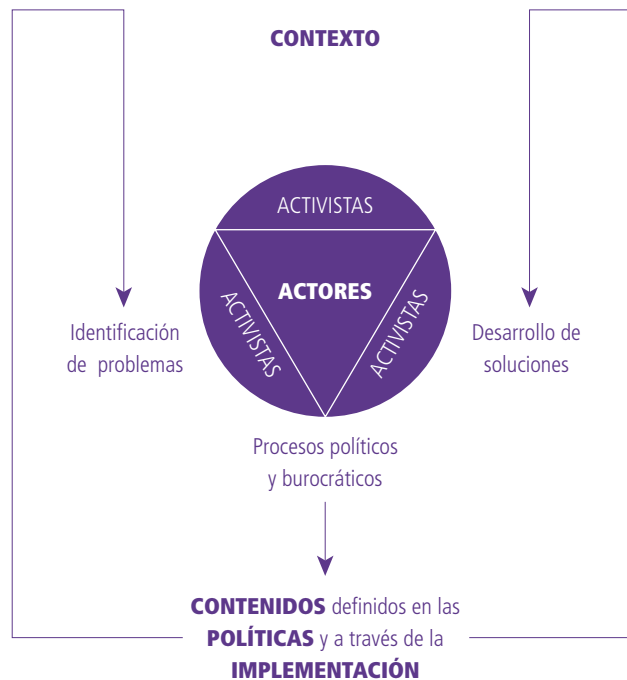 CONTEXTO
ACTIVISTAS
ACTORES
ACTIVISTAS
ACTIVISTAS
Identificación
de problemas
Desarrollo de
soluciones
Procesos políticos
y burocráticos
CONTENIDOS definidos en las
POLÍTICAS y a través de la
IMPLEMENTACIÓN